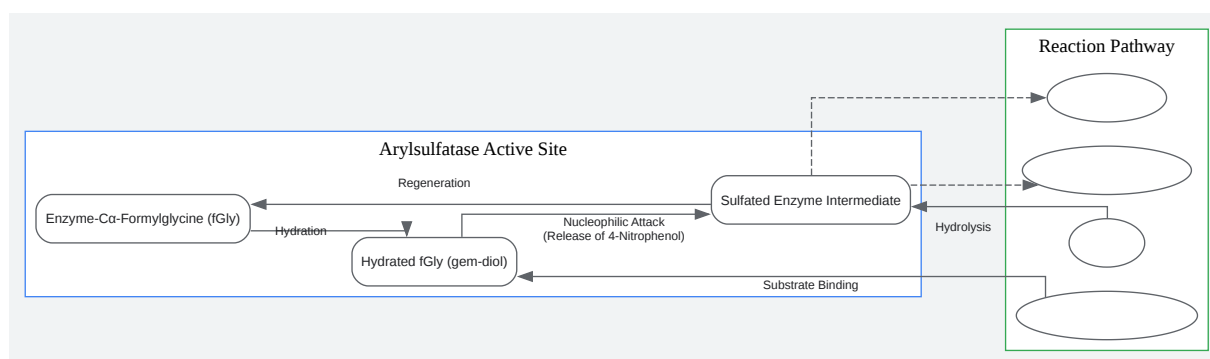 Reaction Pathway
Arylsulfatase Active Site
Regeneration
Sulfated Enzyme Intermediate
Enzyme-Cα-Formylglycine (fGly)
Nucleophilic Attack
(Release of 4-Nitrophenol)
Hydration
Hydrolysis
Hydrated fGly (gem-diol)
Substrate Binding